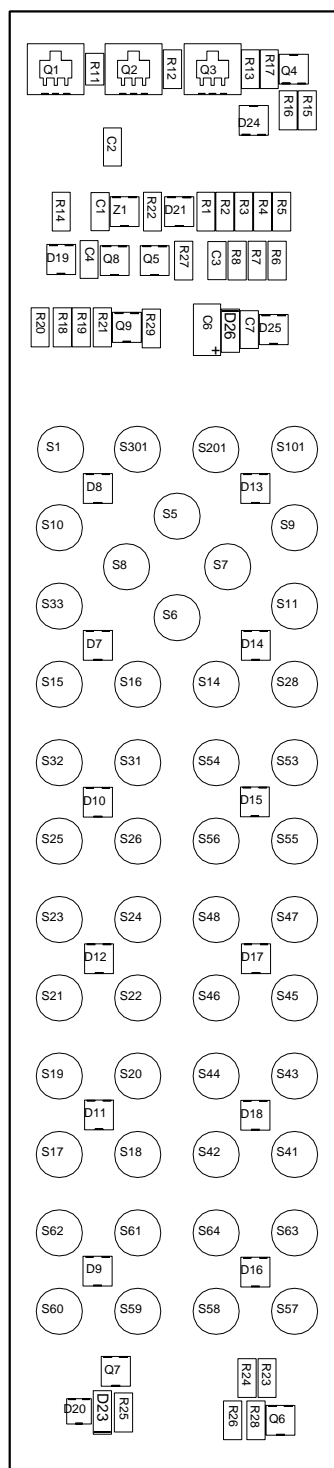 Q1 R11 Q2 R12 Q3 R13 R17 Q4
R16 R15
D24
C2
R14 C1 Z1 R22 D21 R1 R2 R3 R4 R5
D19 C4 Q8 Q5 R27 C3 R8 R7 R6
R20 R18 R19 R21 Q9 R29 C6 + D26 C7 D25
S1 S301 S201 S101
D8 D13
S5
S10 S9
S8 S7
S33 S11
S6
D7 D14
S15 S16 S14 S28
S32 S31 S54 S53
D10 D15
S25 S26 S56 S55
S23 S24 S48 S47
D12 D17
S21 S22 S46 S45
S19 S20 S44 S43
D11 D18
S17 S18 S42 S41
S62 S61 S64 S63
D9 D16
S60 S59 S58 S57
Q7 R24 R23
D20 D23 R25 R26 R28 Q6